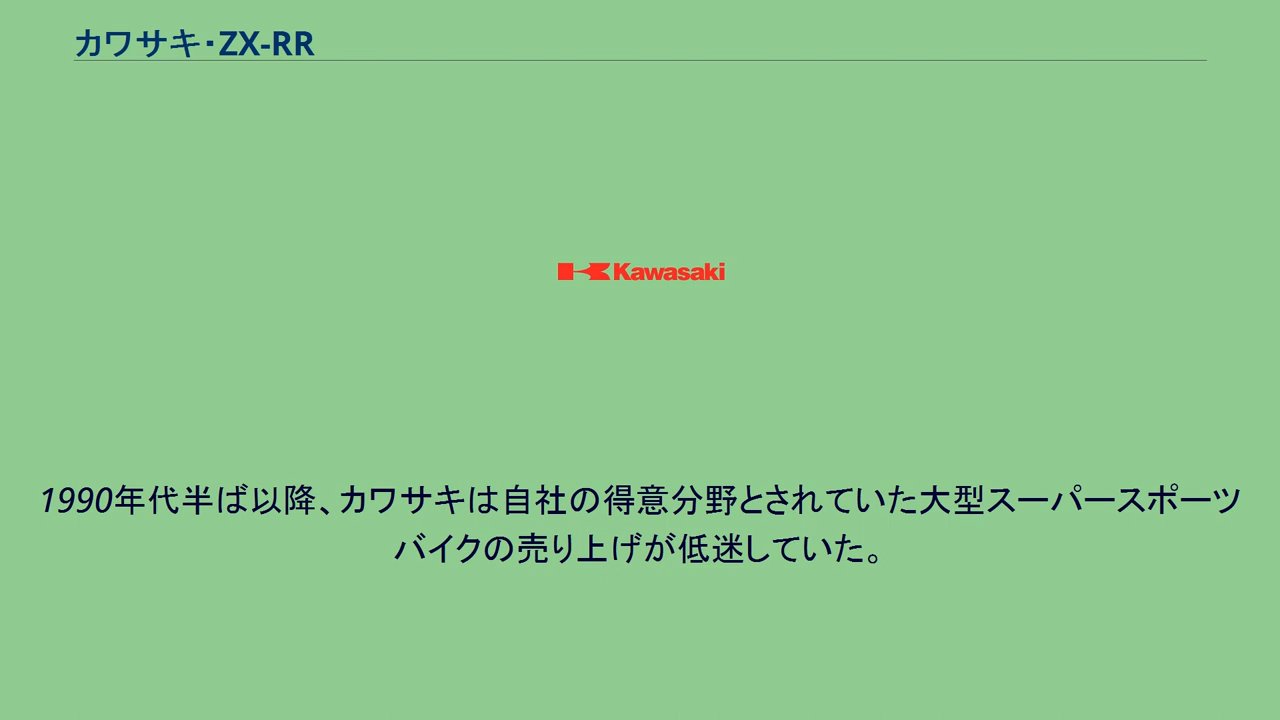 カワサキ・ZX-RR
Kawasaki
1990年代半ば以降、カワサキは自社の得意分野とされていた大型スーパースポーツ
バイクの売り上げが低迷していた。